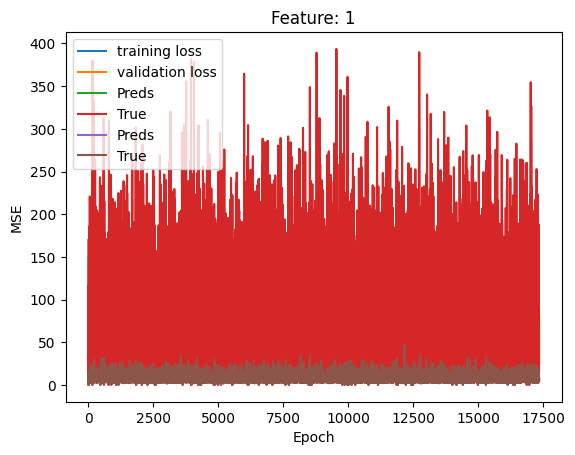 Feature: 1
MSE
400
350
300
250
200
150
100
50
0
training loss
validation loss
Preds
True
Preds
True
0 2500 5000 7500 10000 12500 15000 17500
Epoch